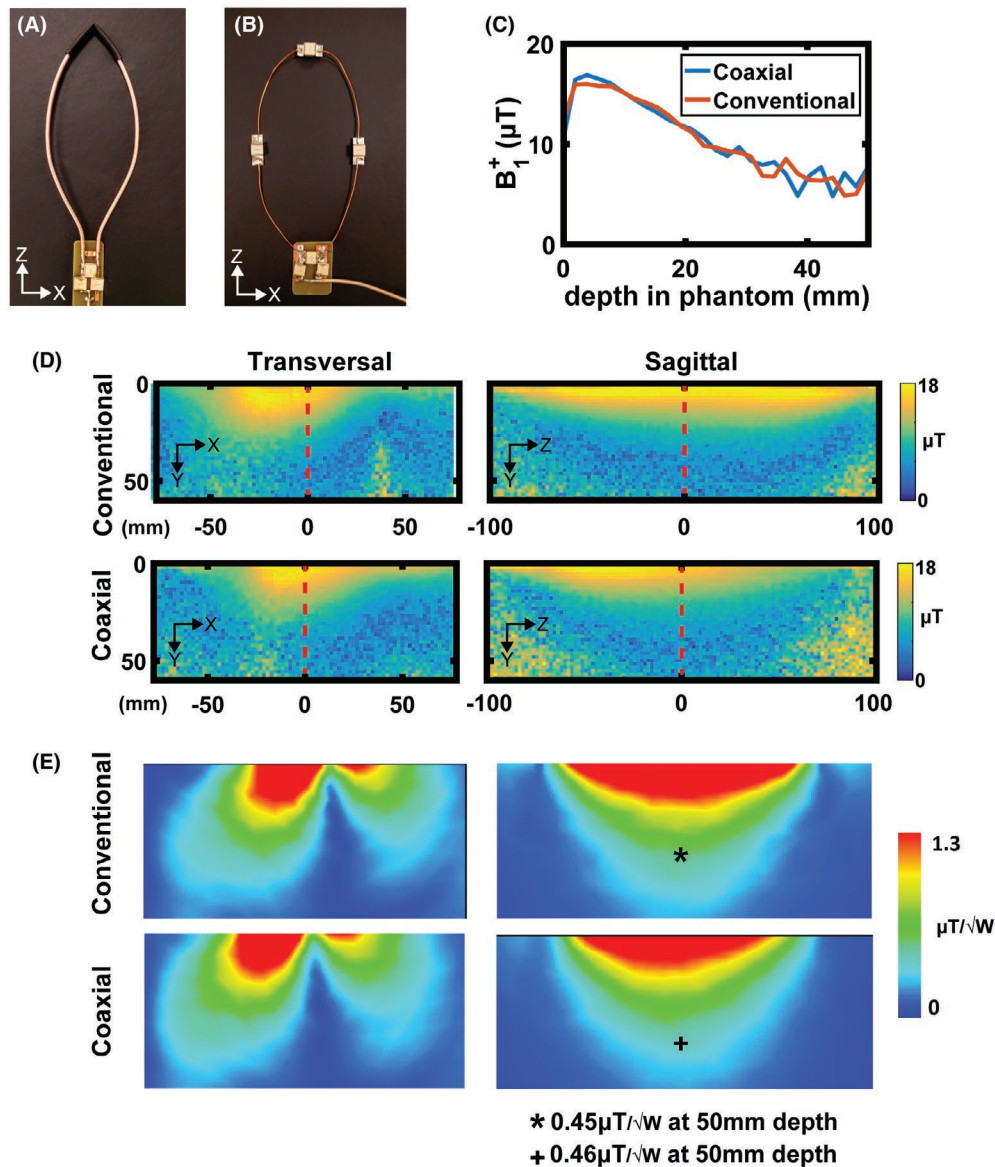 (A)
Z
X
(B)
Z
X
(C)
20
10
0
B1+ (μT)
Coaxial
Conventional
0 20 40
depth in phantom (mm)
(D)
Transversal Sagittal
Conventional
0
50
X
Y
Z
Y
18
μT
0
(mm) -50 0 50 -100 0 100
Coaxial
0
50
X
Y
Z
Y
18
μT
0
(mm) -50 0 50 -100 0 100
(E)
Conventional
*
Coaxial
+
1.3
μT/√W
0
* 0.45μT/√w at 50mm depth
+ 0.46μT/√w at 50mm depth